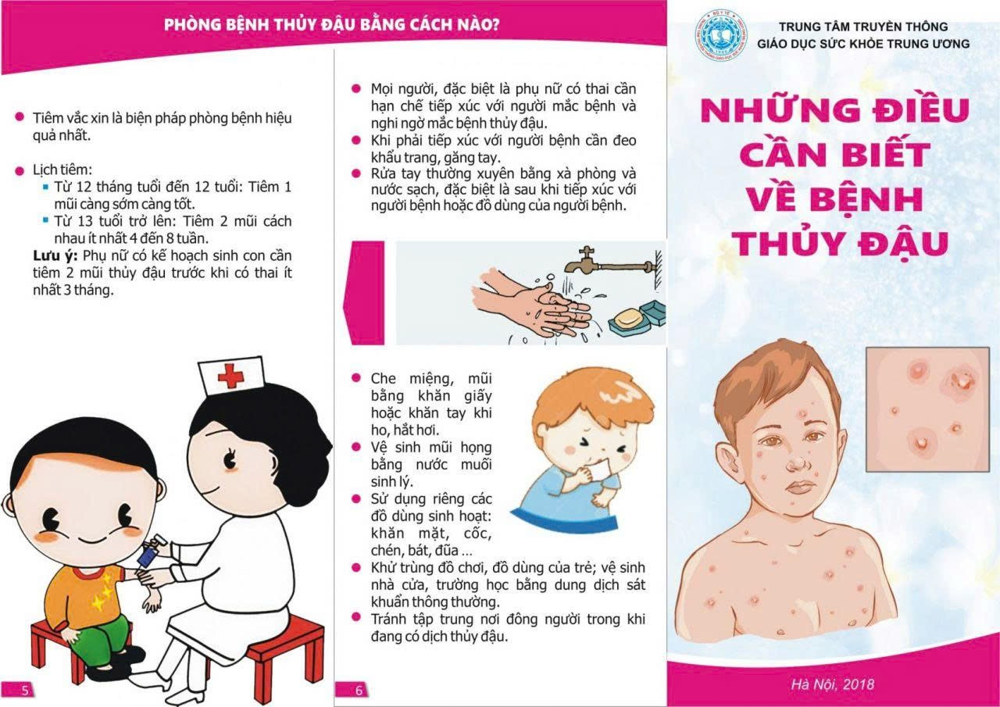 PHÒNG BỆNH THỦY ĐẬU BẰNG CÁCH NÀO?
Tiêm vắc xin là biện pháp phòng bệnh hiệu
quả nhất.
Lịch tiêm:
Từ 12 tháng tuổi đến 12 tuổi: Tiêm 1
mũi càng sớm càng tốt.
Từ 13 tuổi trở lên: Tiêm 2 mũi cách
nhau ít nhất 4 đến 8 tuần.
Lưu ý: Phụ nữ có kế hoạch sinh con cần
tiêm 2 mũi thủy đậu trước khi có thai ít
nhất 3 tháng.
5
Mọi người, đặc biệt là phụ nữ có thai cần
hạn chế tiếp xúc với người mắc bệnh và
nghi ngờ mắc bệnh thủy đậu.
Khi phải tiếp xúc với người bệnh cần đeo
khẩu trang, găng tay.
Rửa tay thường xuyên bằng xà phòng và
nước sạch, đặc biệt là sau khi tiếp xúc với
người bệnh hoặc đồ dùng của người bệnh.
Che miệng, mũi
bằng khăn giấy
hoặc khăn tay khi
ho, hắt hơi.
Vệ sinh mũi họng
bằng nước muối
sinh lý.
Sử dụng riêng các
đồ dùng sinh hoạt:
khăn mặt, cốc,
chén, bát, đũa ...
Khử trùng đồ chơi, đồ dùng của trẻ; vệ sinh
nhà cửa, trường học bằng dung dịch sát
khuẩn thông thường.
Tránh tập trung nơi đông người trong khi
đang có dịch thủy đậu.
6
BỘ Y TẾ
TRUNG TÂM TRUYỀN THÔNG
GIÁO DỤC SỨC KHỎE TRUNG ƯƠNG
NHỮNG ĐIỀU
CẦN BIẾT
VỀ BỆNH
THỦY ĐẬU
Hà Nội, 2018